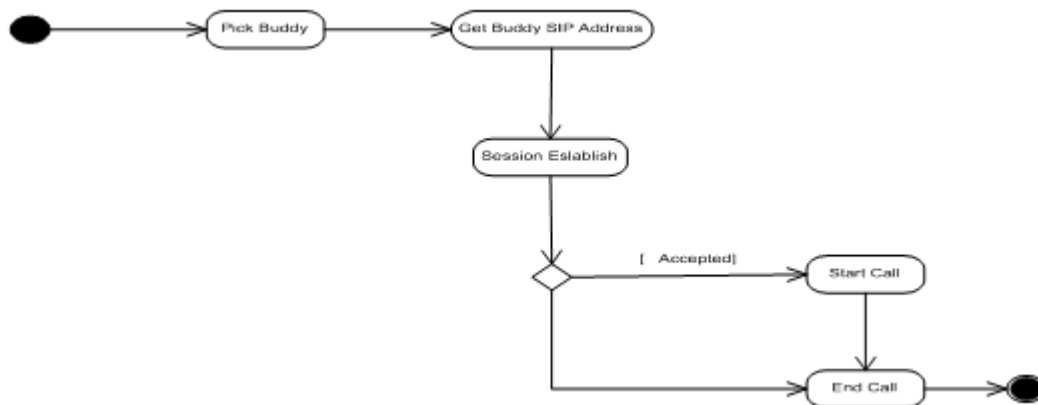 Pick Buddy
Get Buddy SIP Address
Session Eslablish
[ Accepted]
Start Call
End Call